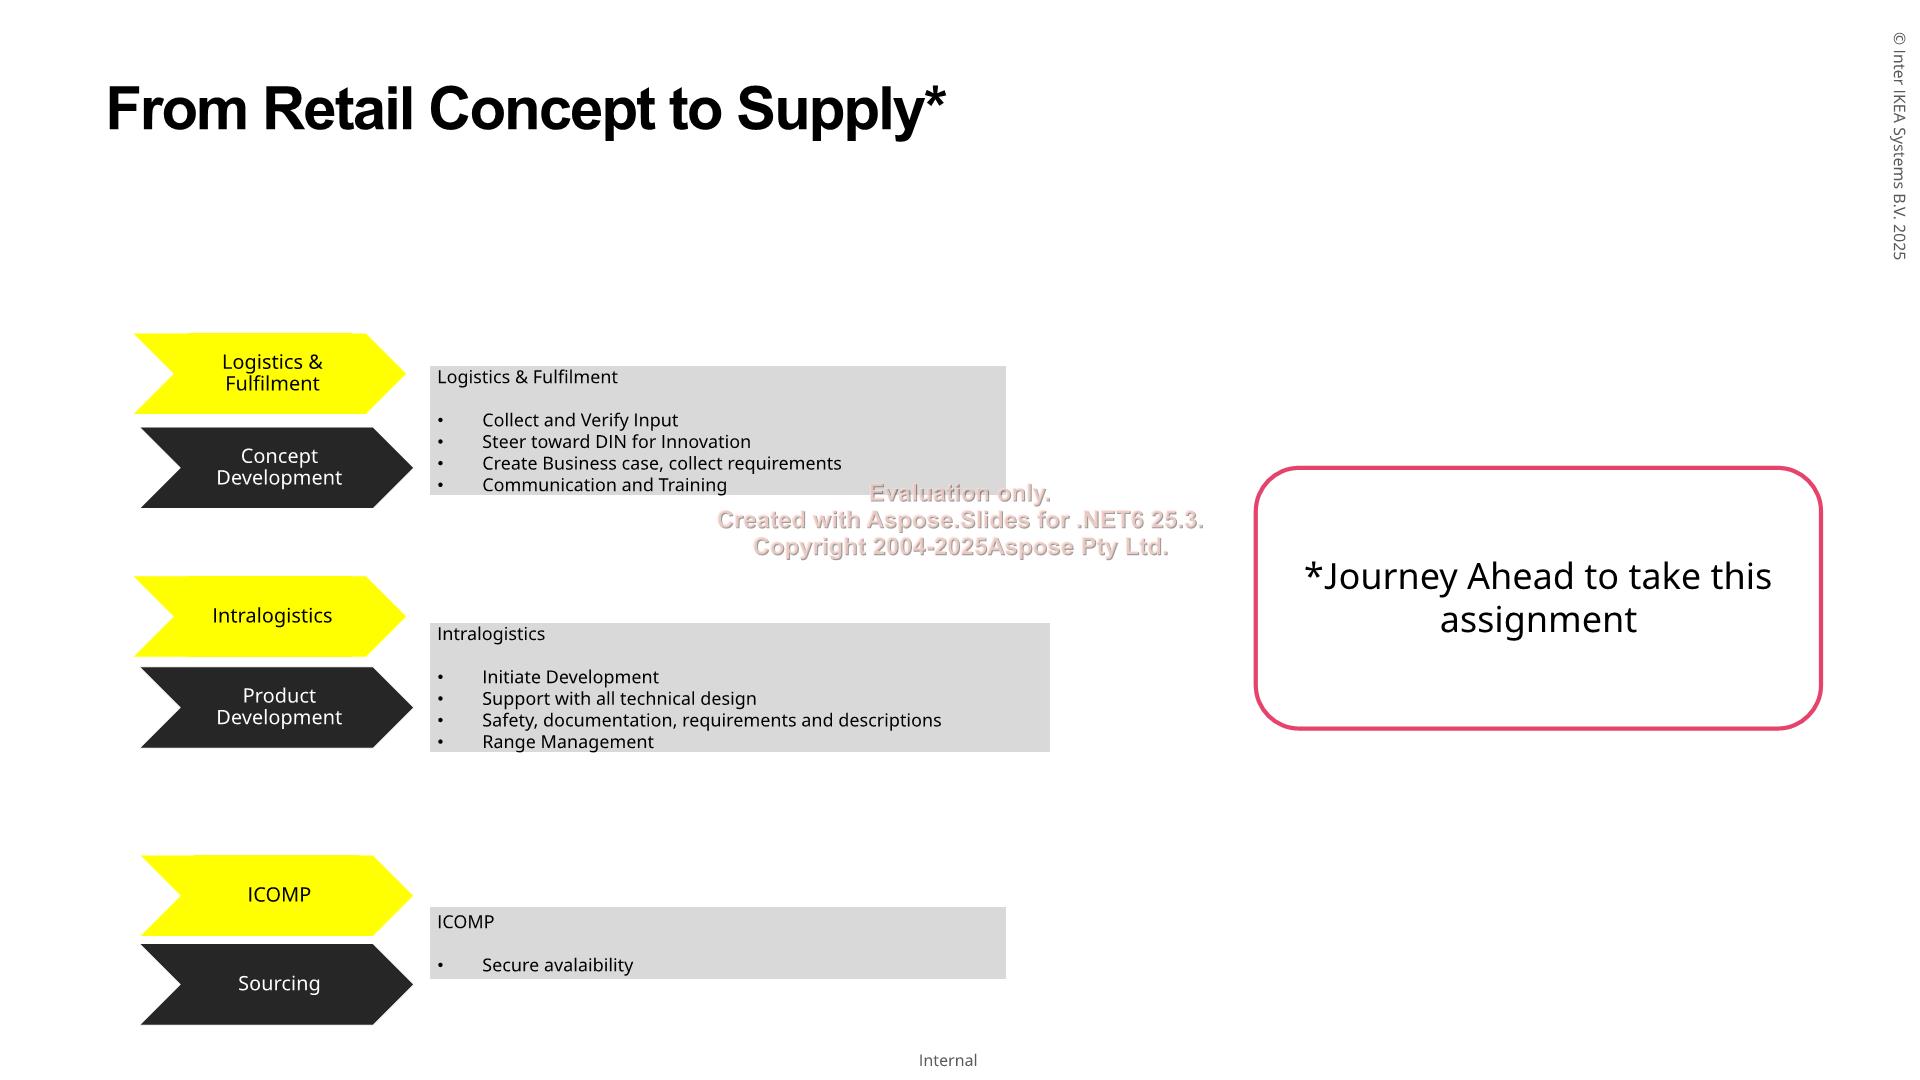 From Retail Concept to Supply*
© Inter IKEA Systems B.V. 2025
Logistics &
Fulfilment
Concept
Development
Logistics & Fulfilment
• Collect and Verify Input
• Steer toward DIN for Innovation
• Create Business case, collect requirements
• Communication and Training
Evaluation only.
Created with Aspose.Slides for .NET6 25.3.
Copyright 2004-2025Aspose Pty Ltd.
*Journey Ahead to take this
assignment
Intralogistics
Product
Development
Intralogistics
• Initiate Development
• Support with all technical design
• Safety, documentation, requirements and descriptions
• Range Management
ICOMP
Sourcing
ICOMP
• Secure avalaibility
Internal